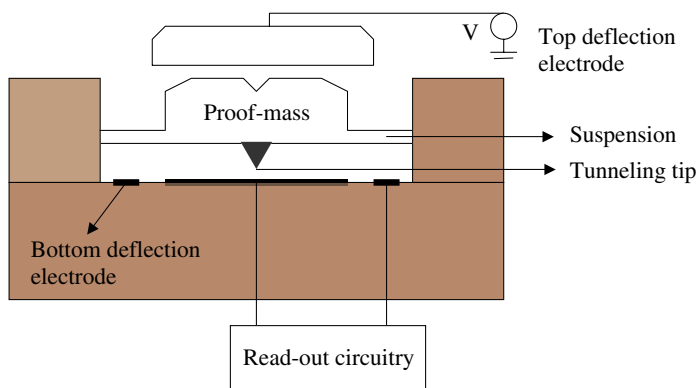 V
Top deflection
electrode
Proof-mass
Suspension
Tunneling tip
Bottom deflection
electrode
Read-out circuitry